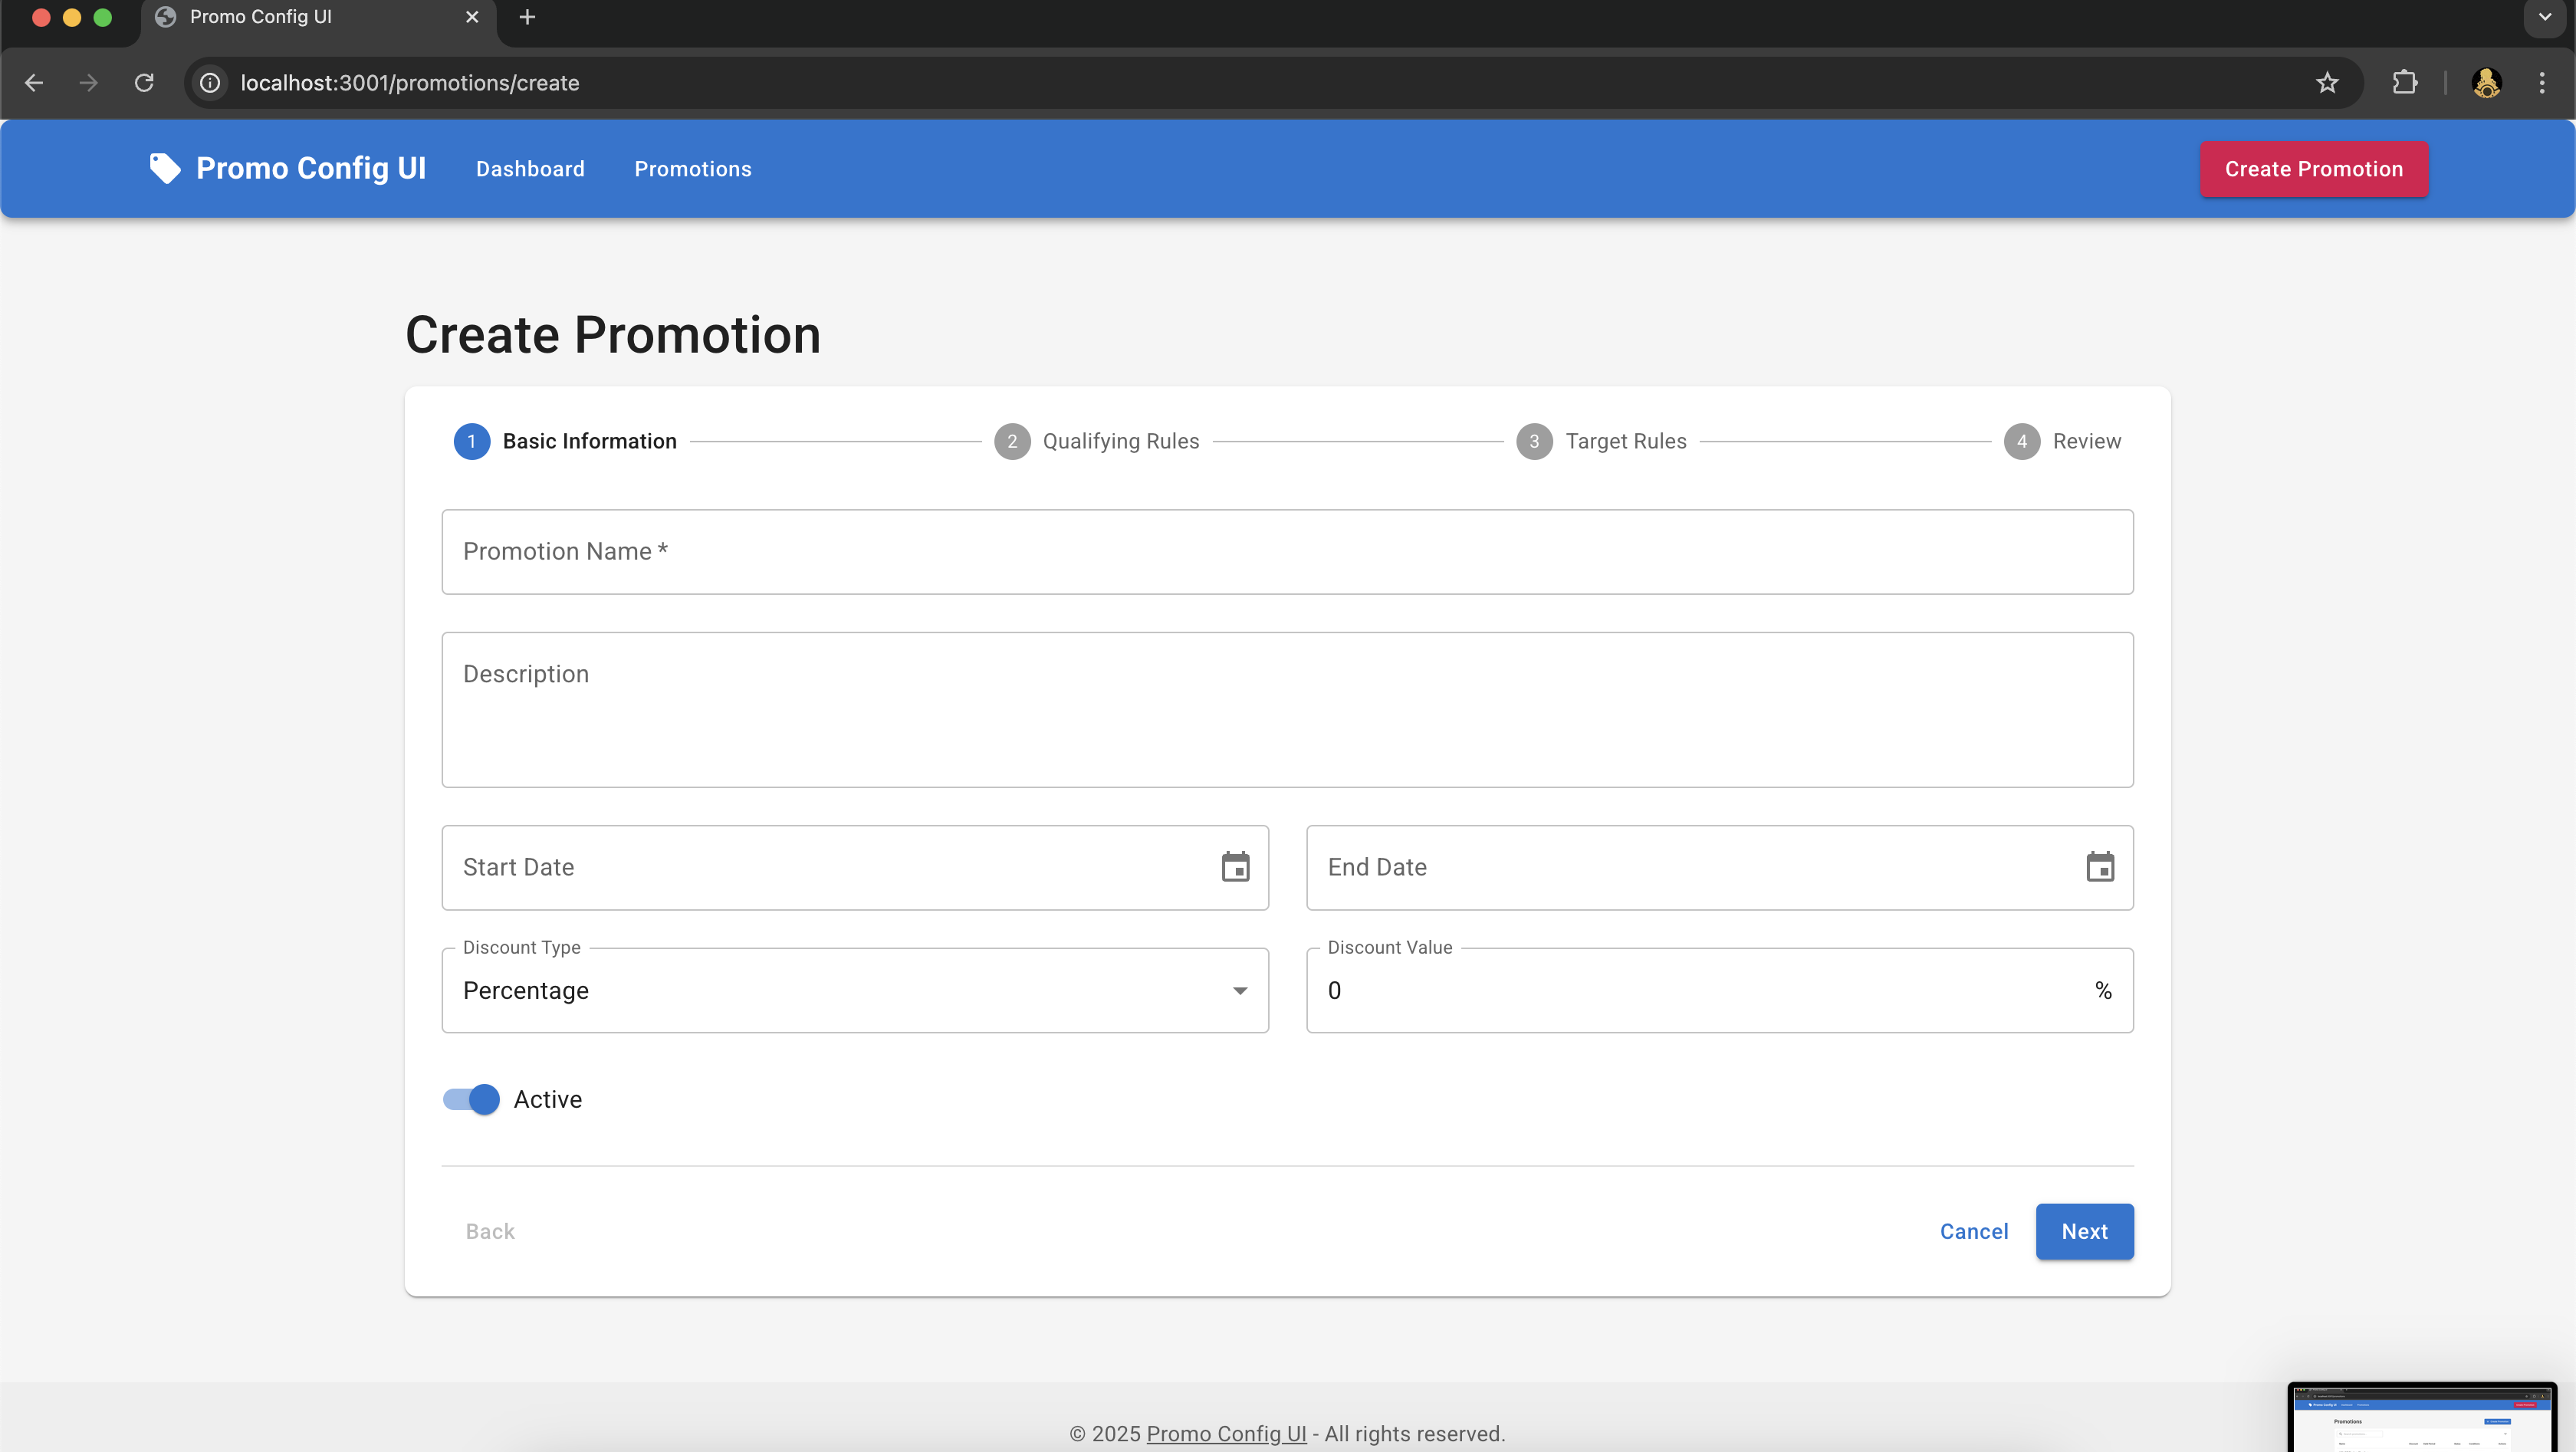 Promo Config UI
localhost:3001/promotions/create
Promo Config UI Dashboard Promotions Create Promotion
Create Promotion
1 Basic Information 2 Qualifying Rules 3 Target Rules 4 Review
Promotion Name *
Description
Start Date End Date
Discount Type Discount Value
Percentage 0 %
Active
Back Cancel Next
© 2025 Promo Config UI - All rights reserved.
Promotions